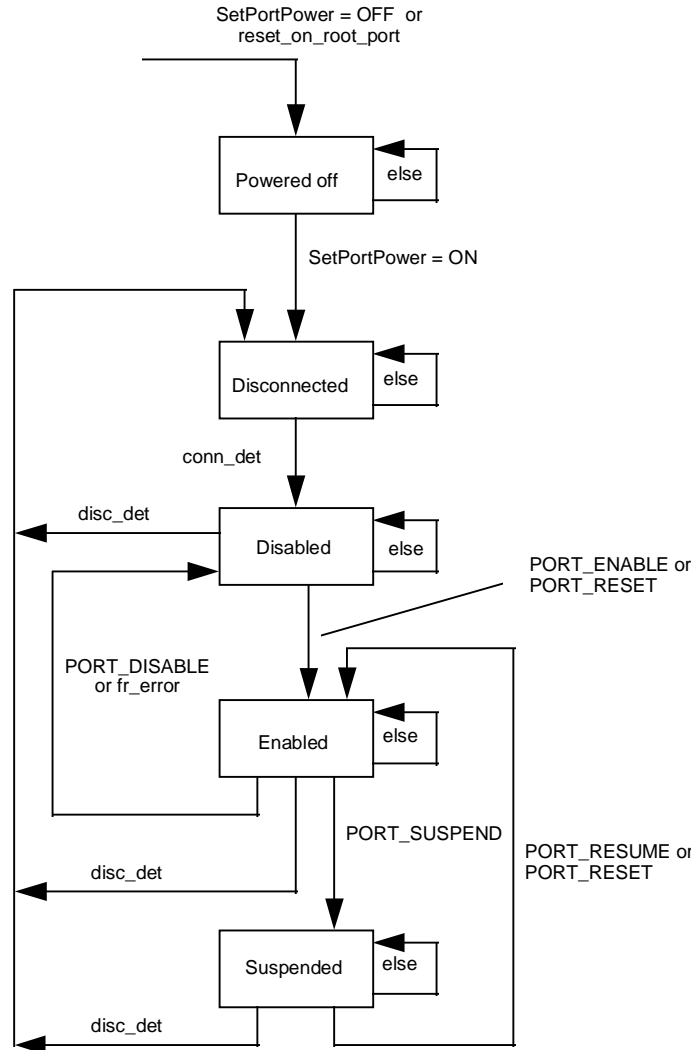 SetPortPower = OFF or
reset_on_root_port
Powered off
else
SetPortPower = ON
Disconnected
else
conn_det
disc_det
Disabled
else
PORT_ENABLE or
PORT_RESET
PORT_DISABLE
or fr_error
Enabled
else
PORT_SUSPEND
PORT_RESUME or
PORT_RESET
disc_det
Suspended
else
disc_det